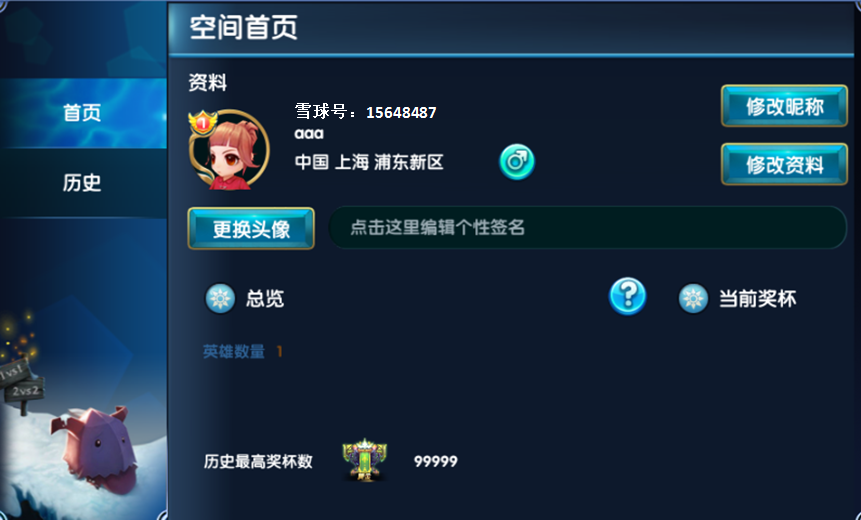 空间首页
首页
历史
资料
1
雪球号：15648487
aaa
中国 上海 浦东新区
修改昵称
修改资料
更换头像
点击这里编辑个性签名
总览
?
当前奖杯
英雄数量 1
1vs1
2vs2
历史最高奖杯数
99999